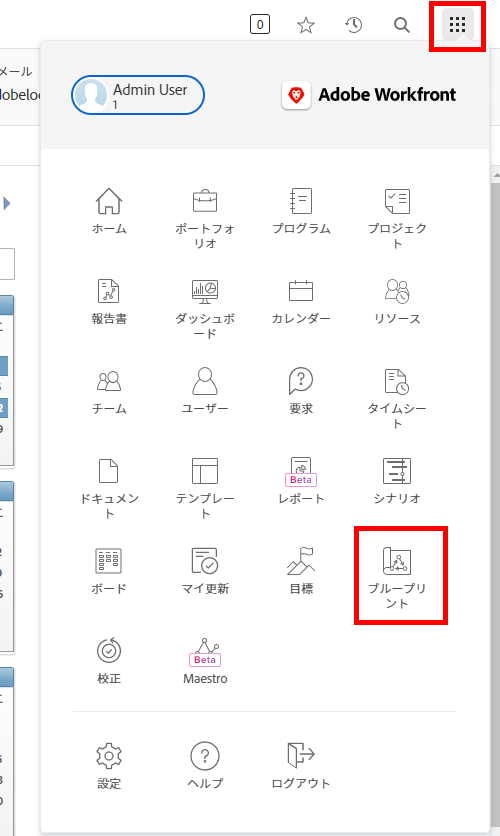 0
メール
Admin User
1
Adobe Workfront
ホーム
ポートフォ
リオ
プログラム
プロジェク
ト
報告書
ダッシュボ
ード
カレンダー
リソース
チーム
ユーザー
要求
タイムシー
ト
ドキュメン
ト
テンプレー
ト
Beta
レポート
シナリオ
ボード
マイ更新
目標
ブループリ
ント
校正
Beta
Maestro
設定
ヘルプ
ログアウト